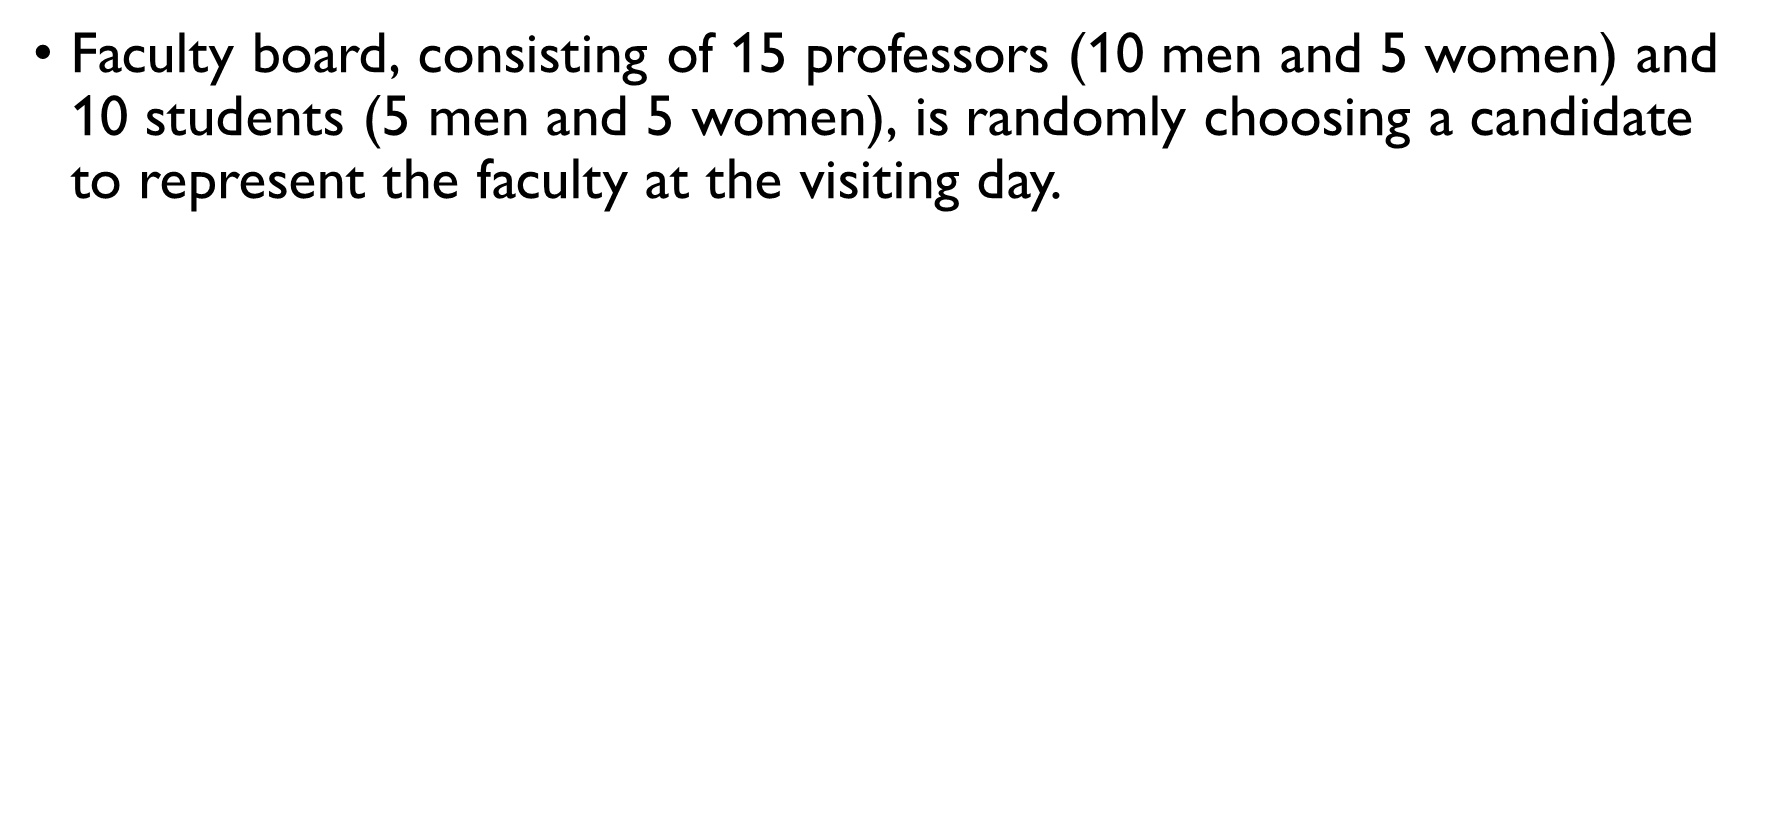 • Faculty board, consisting of 15 professors (10 men and 5 women) and
10 students (5 men and 5 women), is randomly choosing a candidate
to represent the faculty at the visiting day.